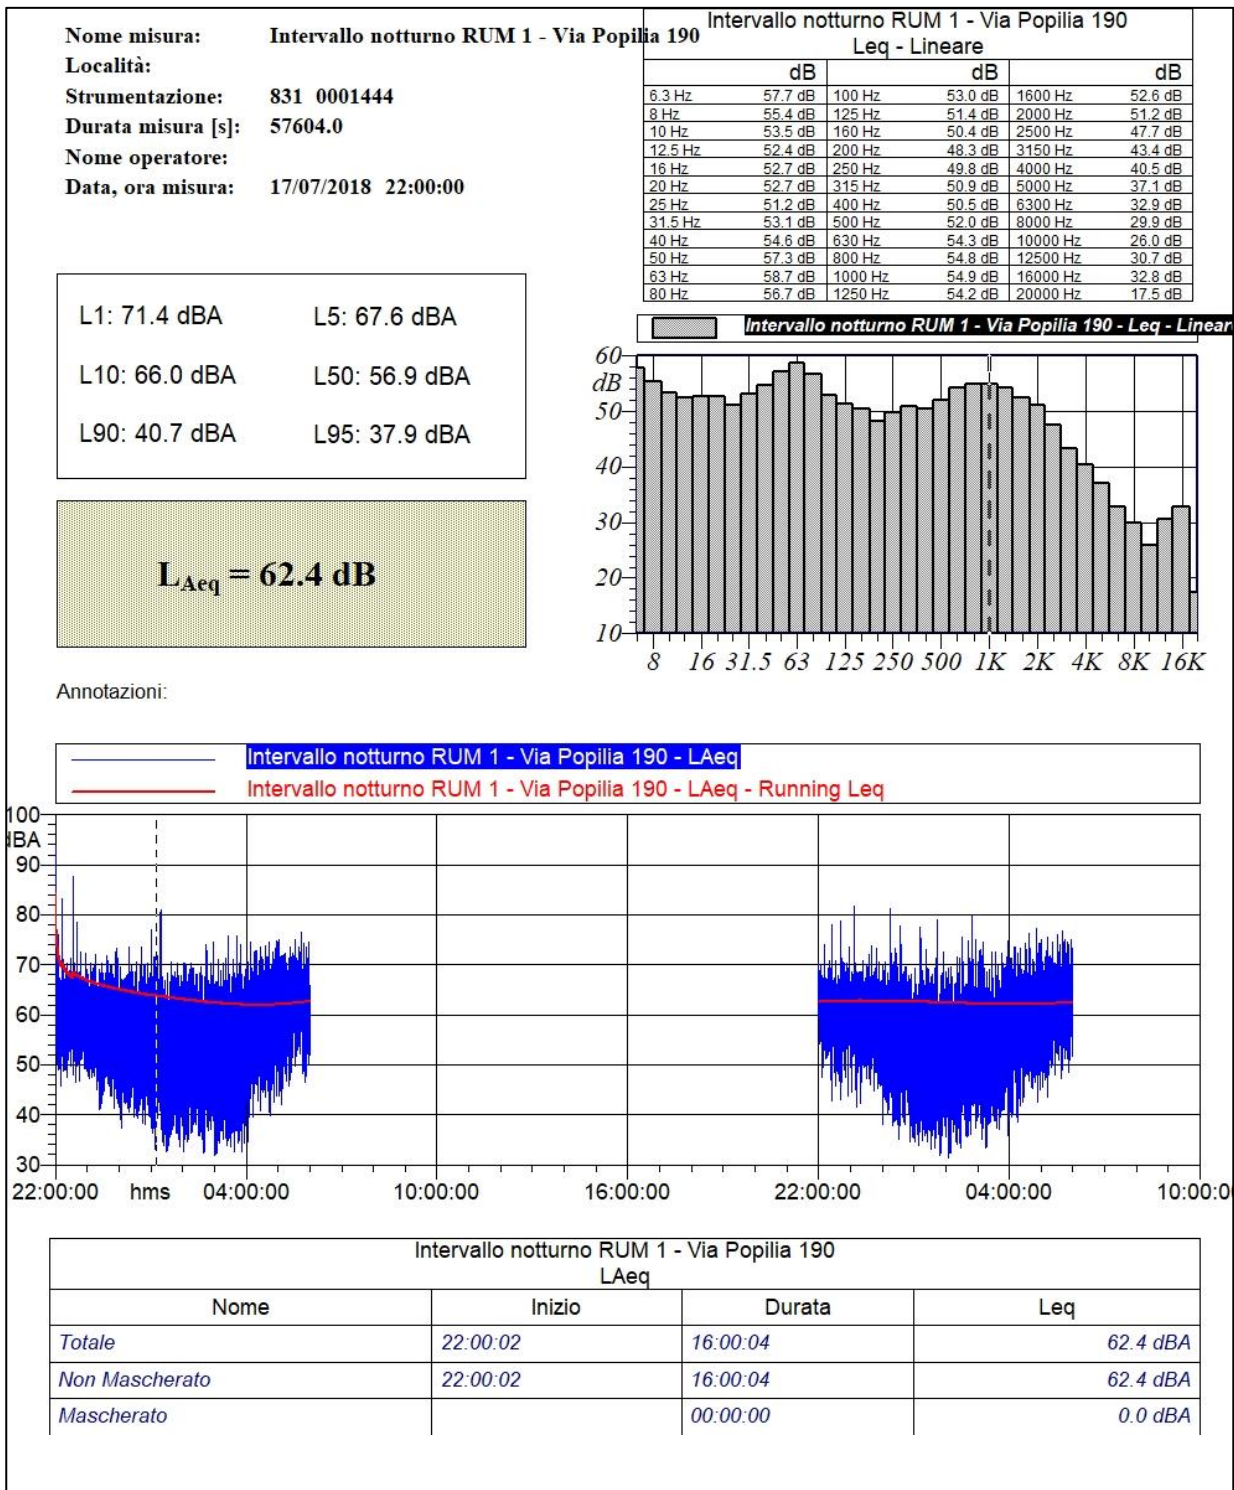 Nome misura: Intervallo notturno RUM 1 - Via Popilia 190
Località:
Strumentazione: 831 0001444
Durata misura [s]: 57604.0
Nome operatore:
Data, ora misura: 17/07/2018 22:00:00
Intervallo notturno RUM 1 - Via Popilia 190
Leq - Lineare
dB dB dB
6.3 Hz 57.7 dB 100 Hz 53.0 dB 1600 Hz 52.6 dB
8 Hz 55.4 dB 125 Hz 51.4 dB 2000 Hz 51.2 dB
10 Hz 53.5 dB 160 Hz 50.4 dB 2500 Hz 47.7 dB
12.5 Hz 52.4 dB 200 Hz 48.3 dB 3150 Hz 43.4 dB
16 Hz 52.7 dB 250 Hz 49.8 dB 4000 Hz 40.5 dB
20 Hz 52.7 dB 315 Hz 50.9 dB 5000 Hz 37.1 dB
25 Hz 51.2 dB 400 Hz 50.5 dB 6300 Hz 32.9 dB
31.5 Hz 53.1 dB 500 Hz 52.0 dB 8000 Hz 29.9 dB
40 Hz 54.6 dB 630 Hz 54.3 dB 10000 Hz 26.0 dB
50 Hz 57.3 dB 800 Hz 54.8 dB 12500 Hz 30.7 dB
63 Hz 58.7 dB 1000 Hz 54.9 dB 16000 Hz 32.8 dB
80 Hz 56.7 dB 1250 Hz 54.2 dB 20000 Hz 17.5 dB
L1: 71.4 dBA L5: 67.6 dBA
L10: 66.0 dBA L50: 56.9 dBA
L90: 40.7 dBA L95: 37.9 dBA
LAeq = 62.4 dB
Intervallo notturno RUM 1 - Via Popilia 190 - Leq - Linear
60
dB
50
40
30
20
10
8 16 31.5 63 125 250 500 1K 2K 4K 8K 16K
Annotazioni:
Intervallo notturno RUM 1 - Via Popilia 190 - LAeq
Intervallo notturno RUM 1 - Via Popilia 190 - LAeq - Running Leq
100
dBA
90
80
70
60
50
40
30
22:00:00 hms 04:00:00 10:00:00 16:00:00 22:00:00 04:00:00 10:00:0
Intervallo notturno RUM 1 - Via Popilia 190
LAeq
Nome Inizio Durata Leq
Totale 22:00:02 16:00:04 62.4 dBA
Non Mascherato 22:00:02 16:00:04 62.4 dBA
Mascherato 00:00:00 0.0 dBA